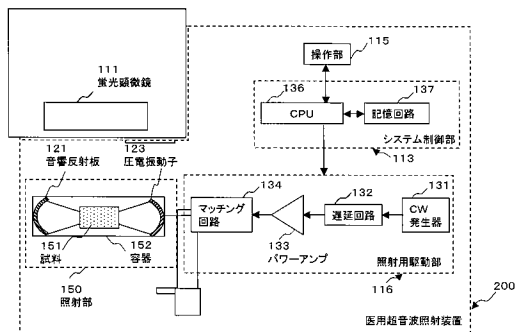 111
蛍光顕微鏡
操作部
115
136
CPU
137
記憶回路
システム制御部
113
121
音響反射板
123
圧電振動子
151
試料
152
容器
150
照射部
134
マッチング
回路
133
パワーアンプ
132
遅延回路
131
CW
発生器
照射用駆動部
116
200
医用超音波照射装置